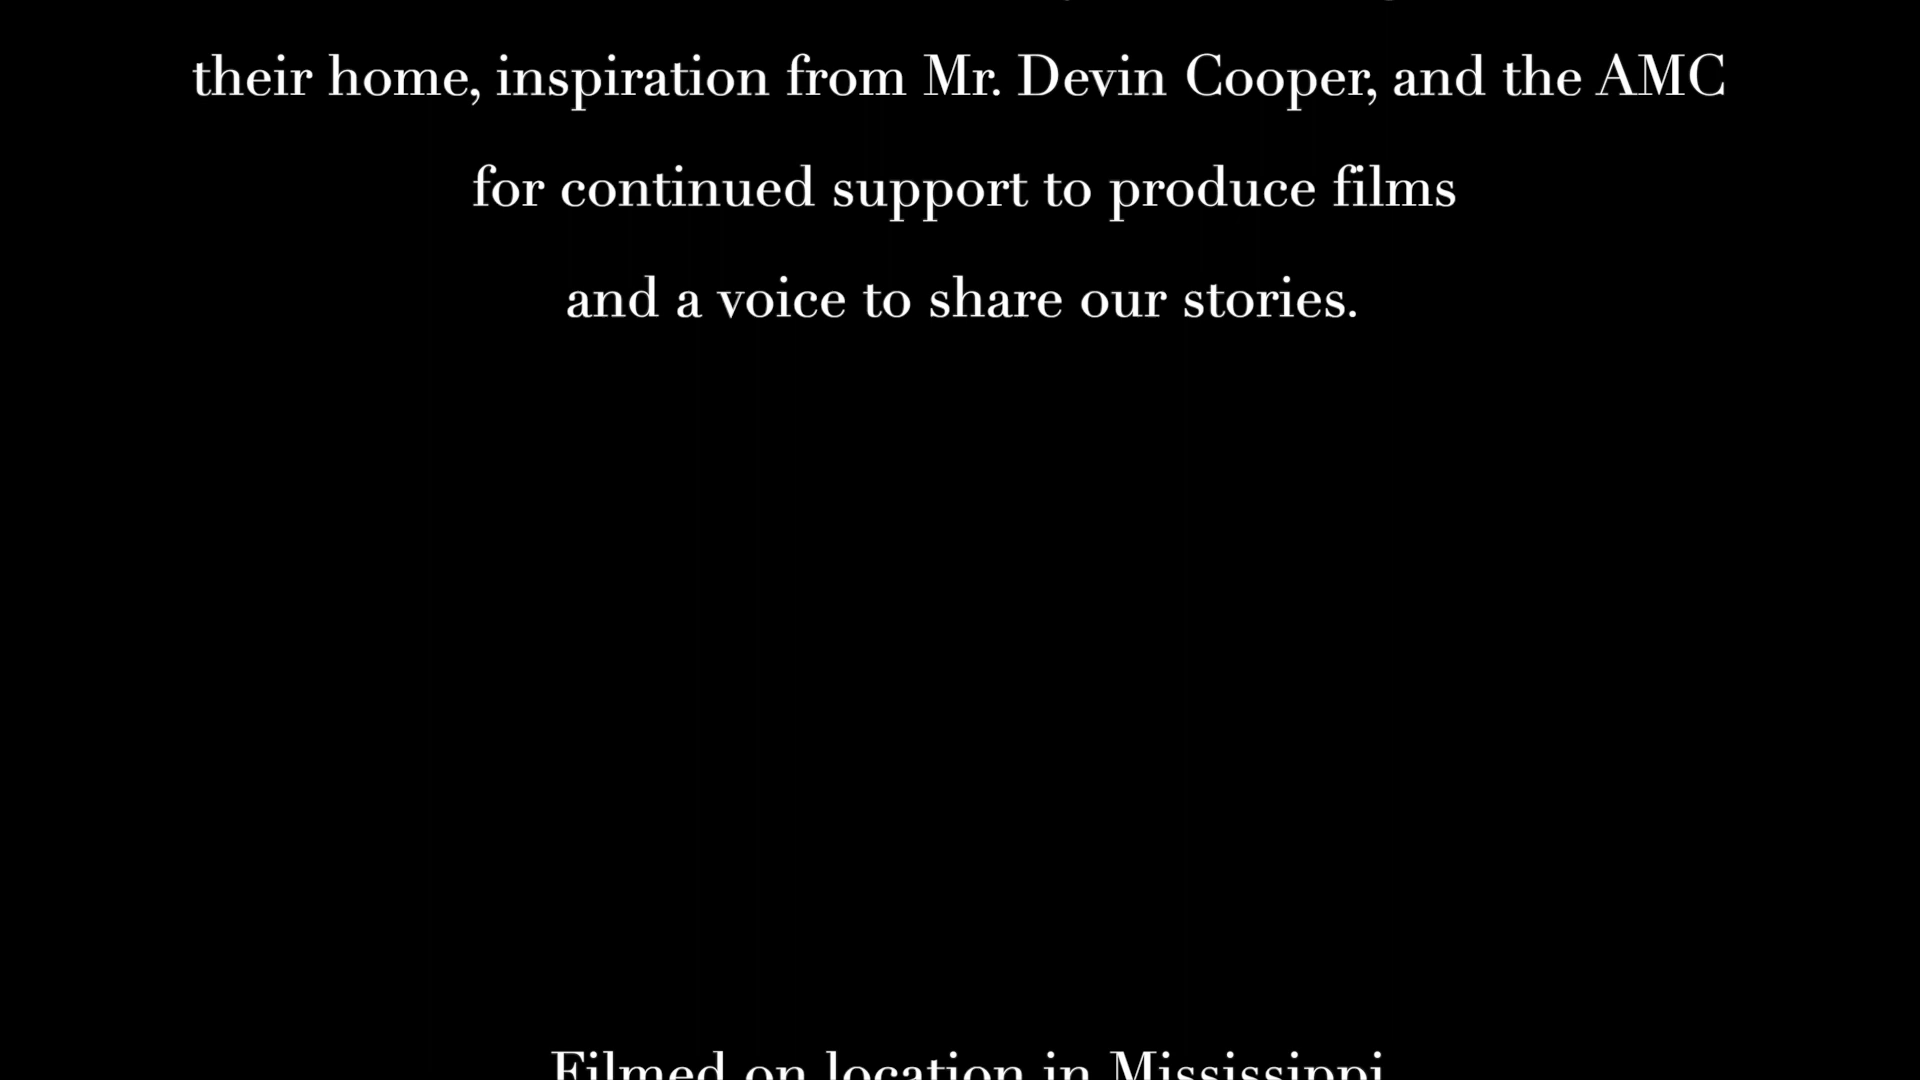 their home, inspiration from Mr. Devin Cooper, and the AMC
for continued support to produce films
and a voice to share our stories.
Filmed on location in Mississippi